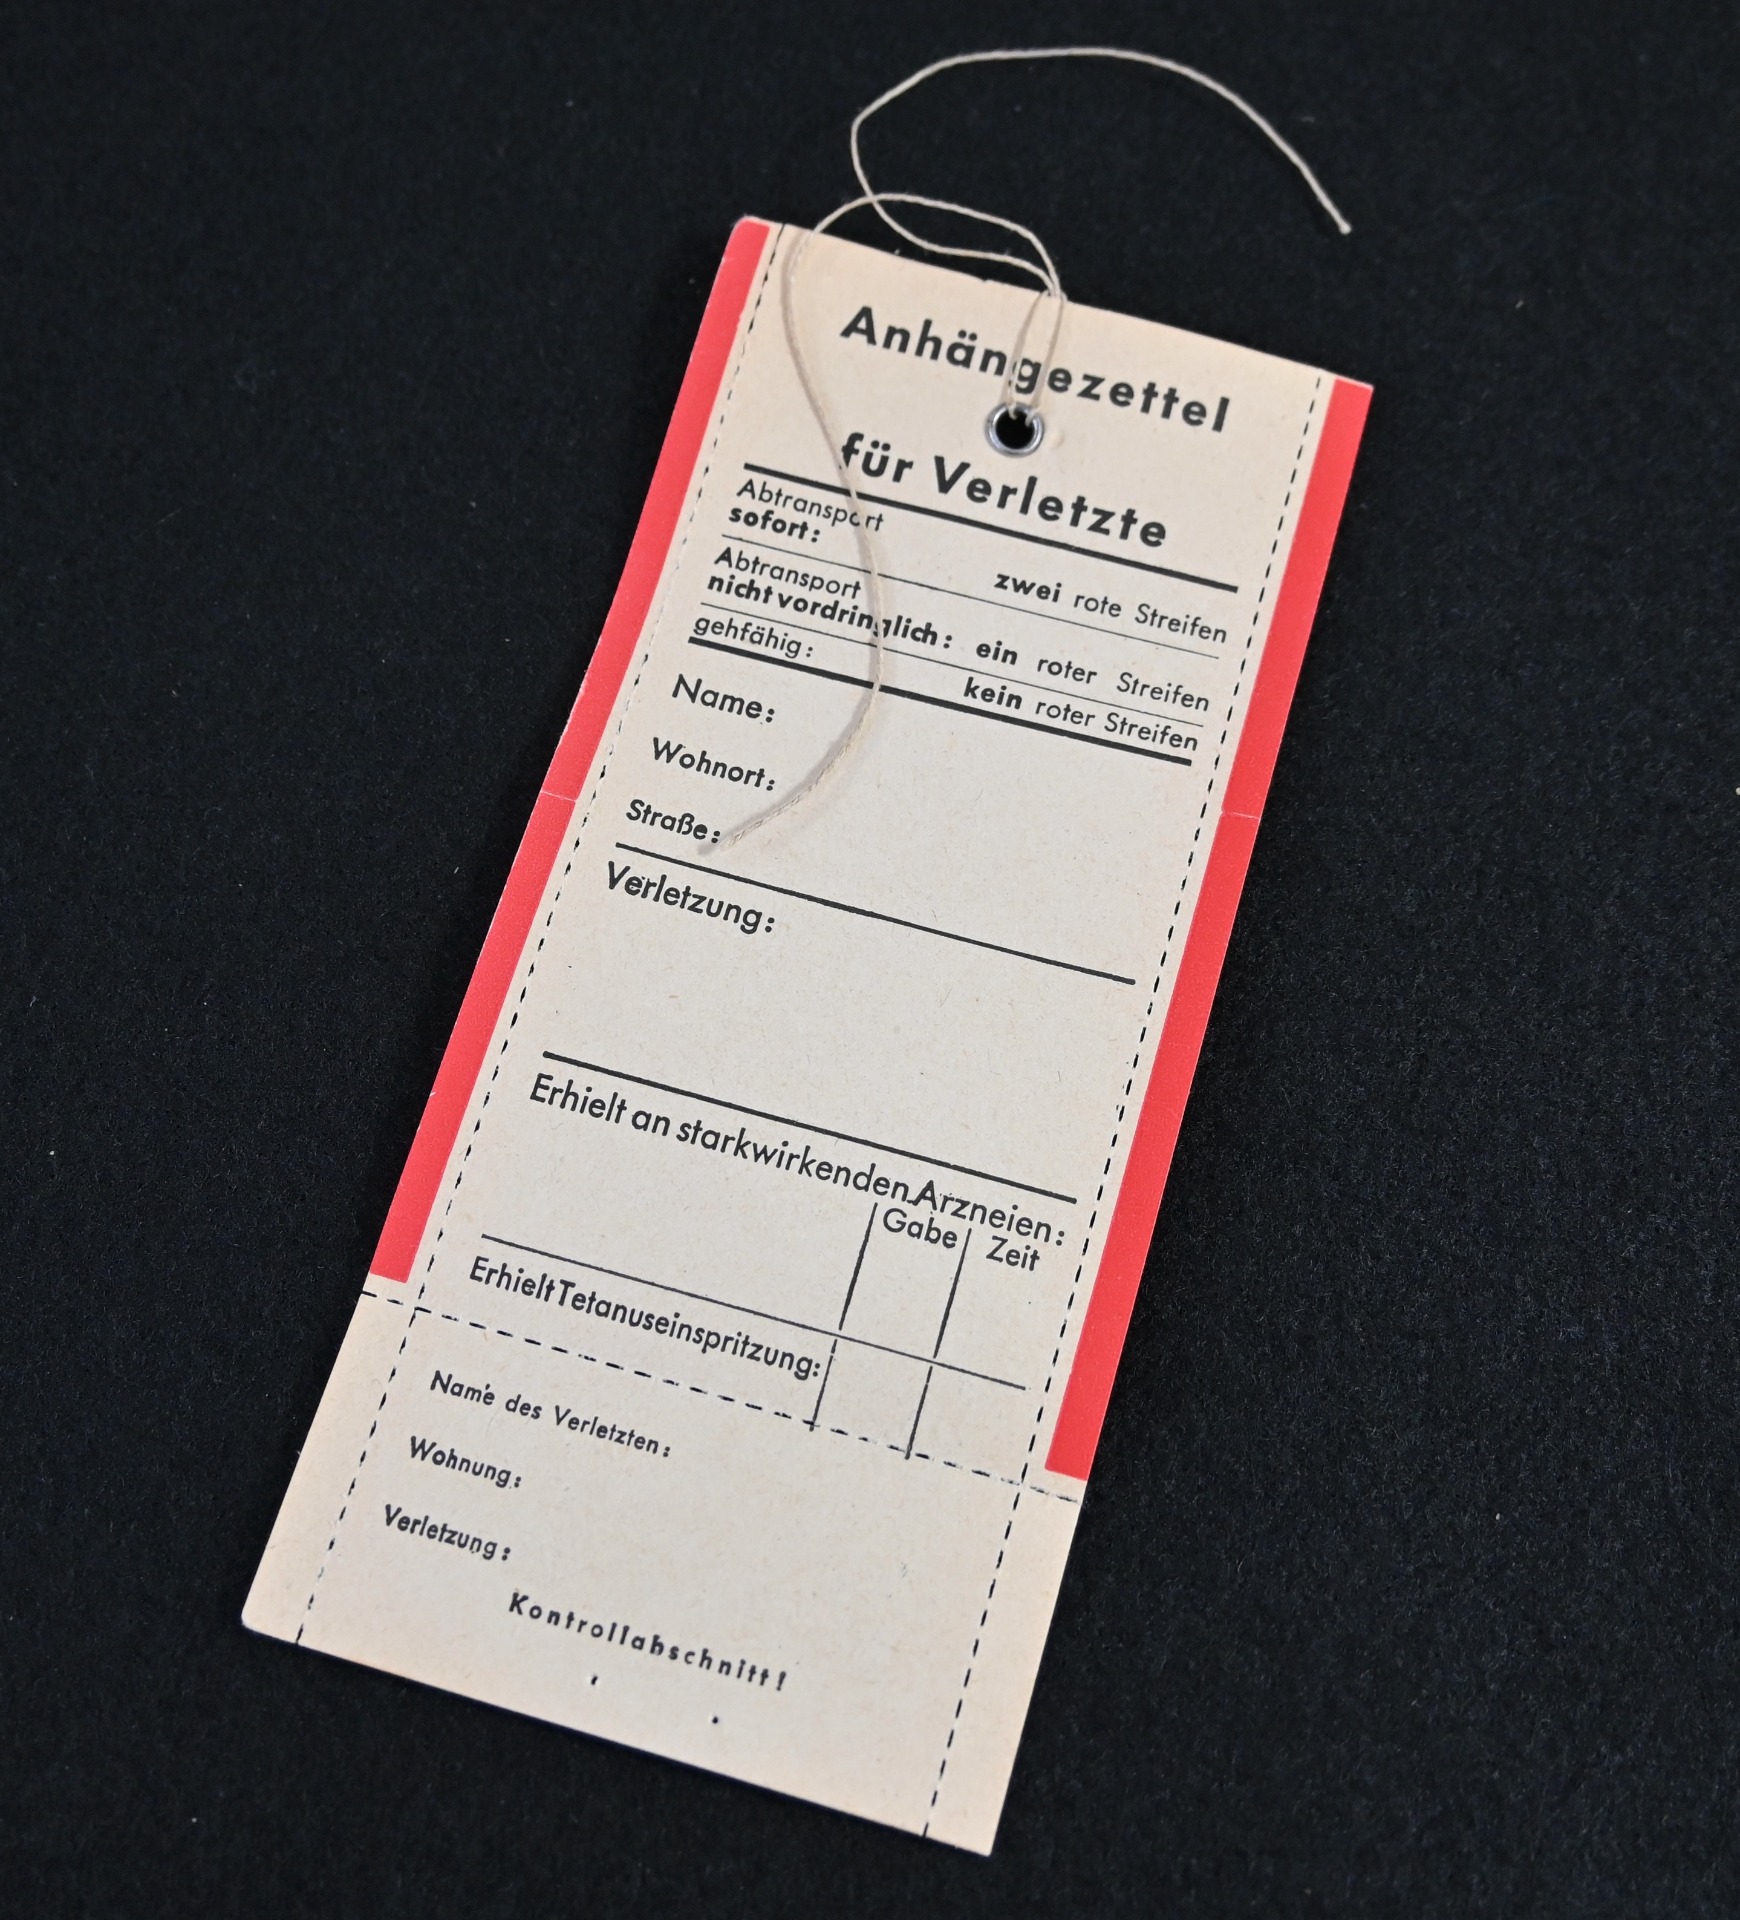 Anhängezettel
für Verletzte
Abtransport
sofort: zwei rote Streifen
Abtransport
nicht vordringlich: ein roter Streifen
gehfähig: kein roter Streifen
Name:
Wohnort:
Straße:
Verletzung:
Erhielt an starkwirkenden Arzneien:
Gabe Zeit
Erhielt Tetanuseinspritzung:
Name des Verletzten:
Wohnung:
Verletzung:
Kontrollabschnitt!